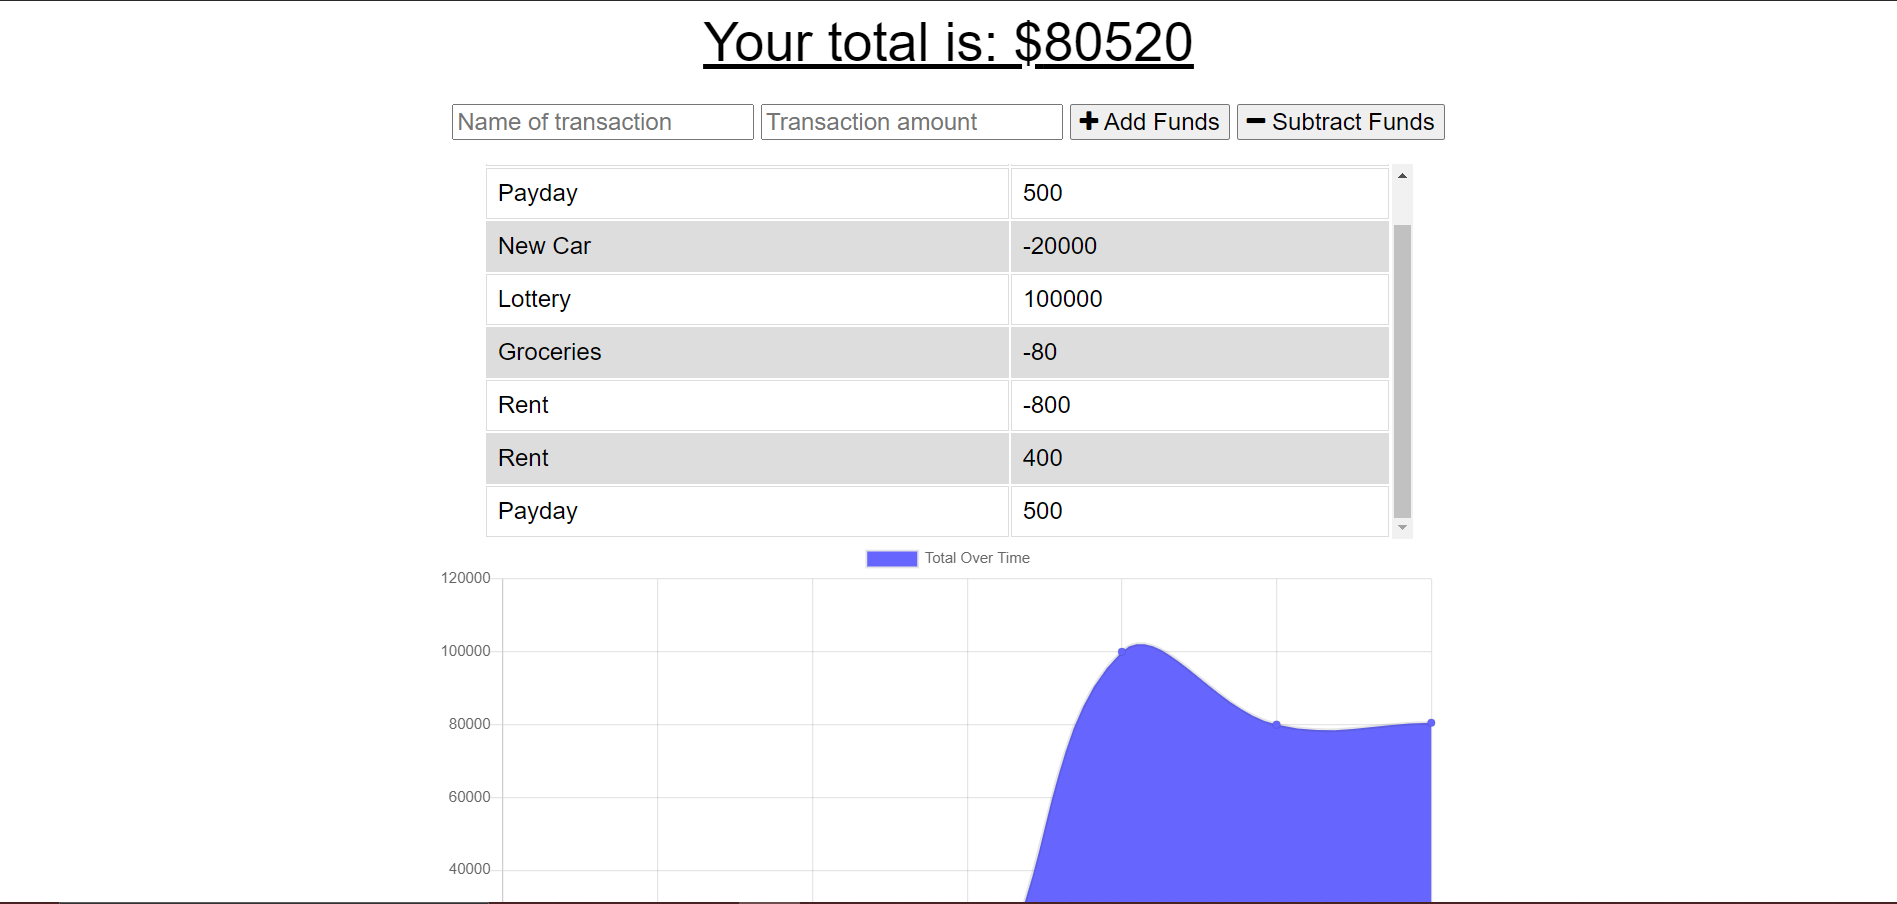 Your total is: $80520
Name of transaction Transaction amount Add Funds Subtract Funds
Payday 500
New Car -20000
Lottery 100000
Groceries -80
Rent -800
Rent 400
Payday 500
Total Over Time
120000
100000
80000
60000
40000